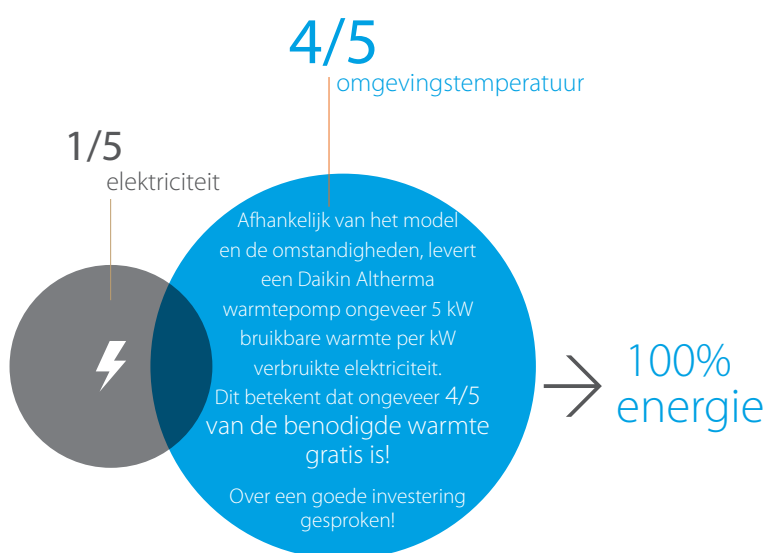 4/5
omgevingstemperatuur
1/5
elektriciteit
Afhankelijk van het model
en de omstandigheden, levert
een Daikin Altherma
warmtepomp ongeveer 5 kW
bruikbare warmte per kW
verbruikte elektriciteit.
Dit betekent dat ongeveer 4/5
van de benodigde warmte
gratis is!
Over een goede investering
gesproken!
100%
energie